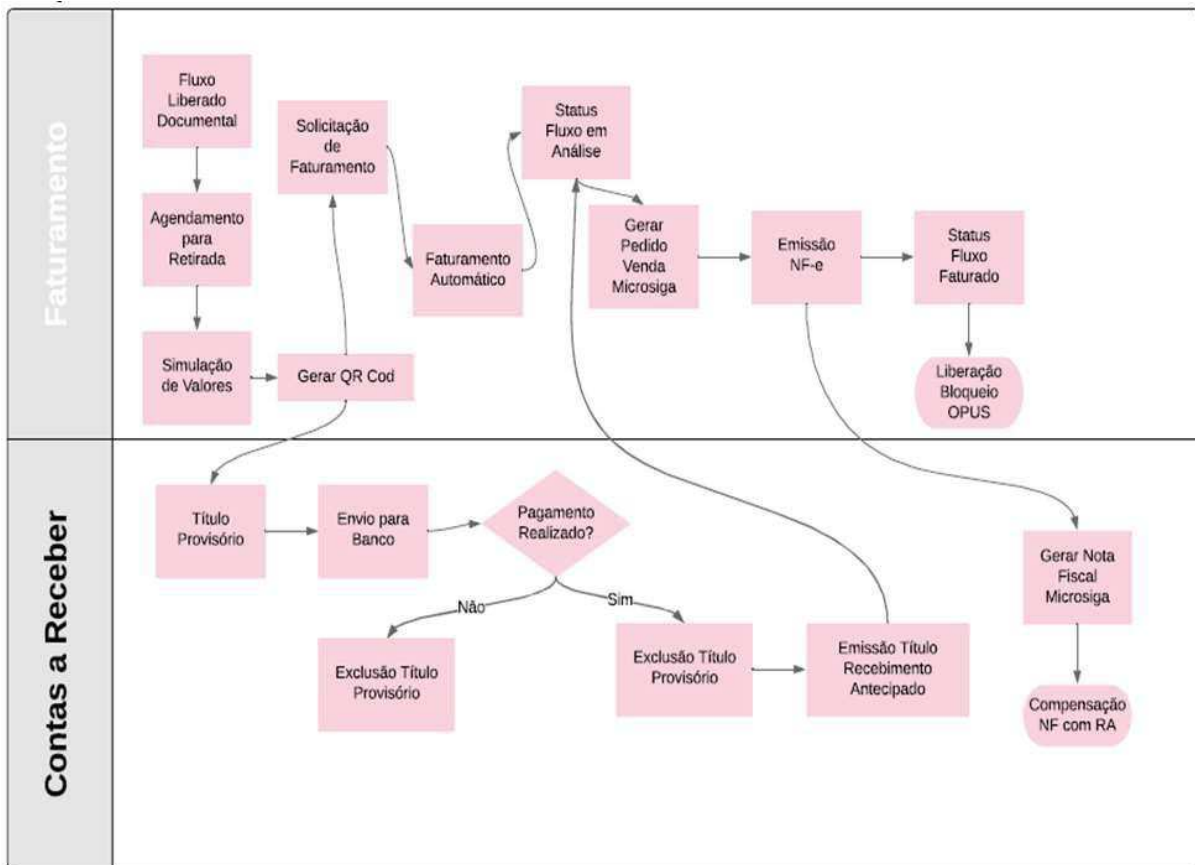 Faturamento
Fluxo
Liberado
Documental
Agendamento
para
Retirada
Simulação
de Valores
Gerar QR Cod
Solicitação
de
Faturamento
Faturamento
Automático
Status
Fluxo em
Análise
Gerar
Pedido
Venda
Microsiga
Emissão
NF-e
Status
Fluxo
Faturado
Liberação
Bloqueio
OPUS
Contas a Receber
Título
Provisório
Envio para
Banco
Pagamento
Realizado?
Não
Sim
Exclusão Título
Provisório
Exclusão Título
Provisório
Emissão Título
Recebimento
Antecipado
Gerar Nota
Fiscal
Microsiga
Compensação
NF com RA